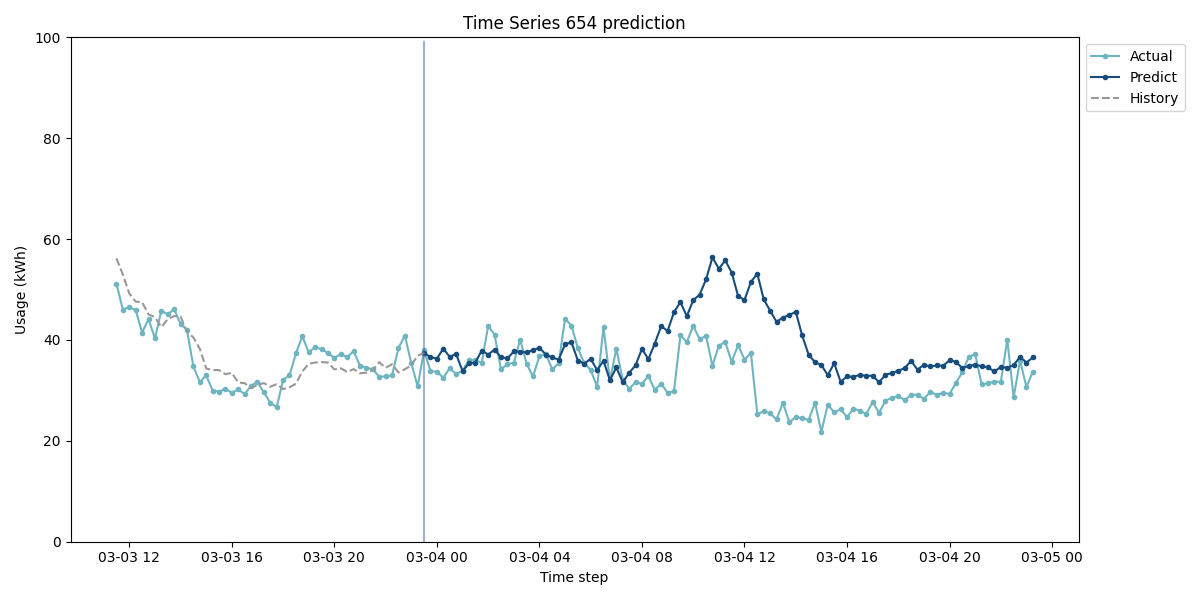 Time Series 654 prediction
100
80
60
40
20
0
Usage (kWh)
03-03 12
03-03 16
03-03 20
03-04 00
03-04 04
03-04 08
03-04 12
03-04 16
03-04 20
03-05 00
Time step
Actual
Predict
History